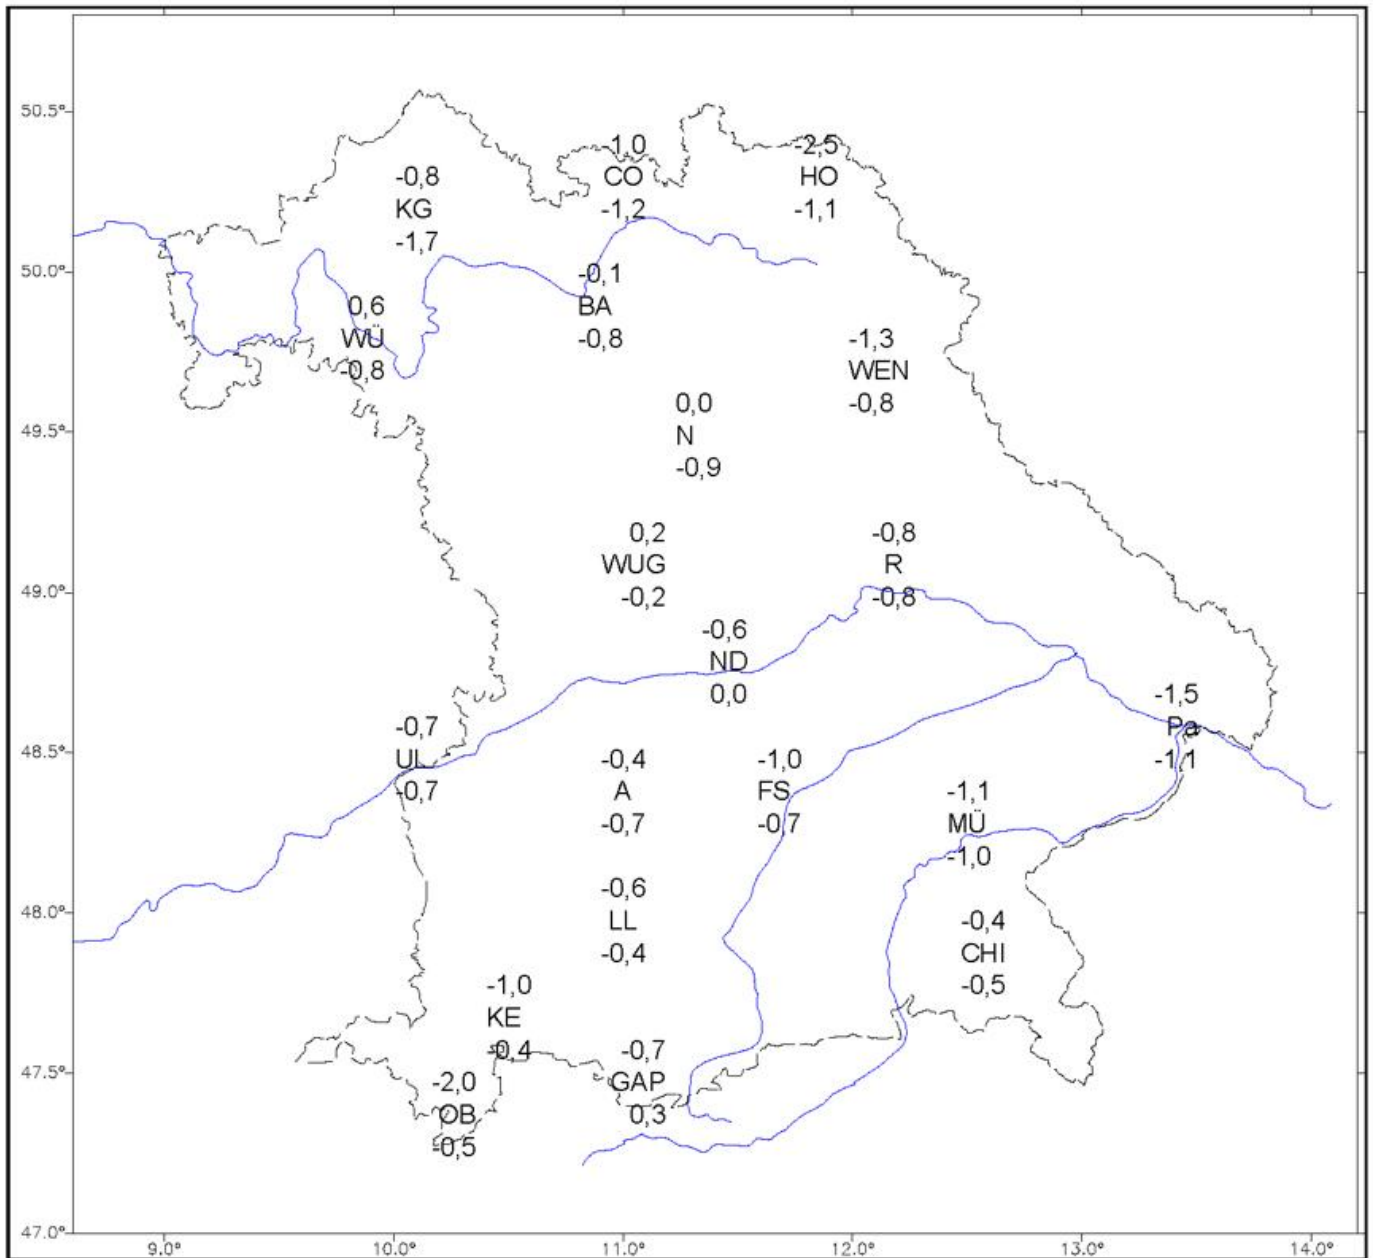 50.5°
-1,0
-2,5
-0,8
CO
HO
KG
-1,2
-1,1
-1,7
50.0°
-0,1
0,6
BA
WÜ
-0,8
-1,3
-0,8
WEN
0,0
-0,8
49.5°
N
-0,9
0,2
-0,8
WUG
R
49.0°
-0,2
-0,8
-0,6
ND
0,0
-1,5
-0,7
Pa
48.5°
UL
-0,4
-1,0
-1,1
-0,7
A
FS
-1,1
-0,7
-0,7
MÜ
-1,0
-0,6
48.0°
LL
-0,4
-0,4
CHI
-1,0
-0,5
KE
-0,4
-0,7
47.5°
-2,0
GAP
OB
0,3
-0,5
47.0°
9.0°
10.0°
11.0°
12.0°
13.0°
14.0°